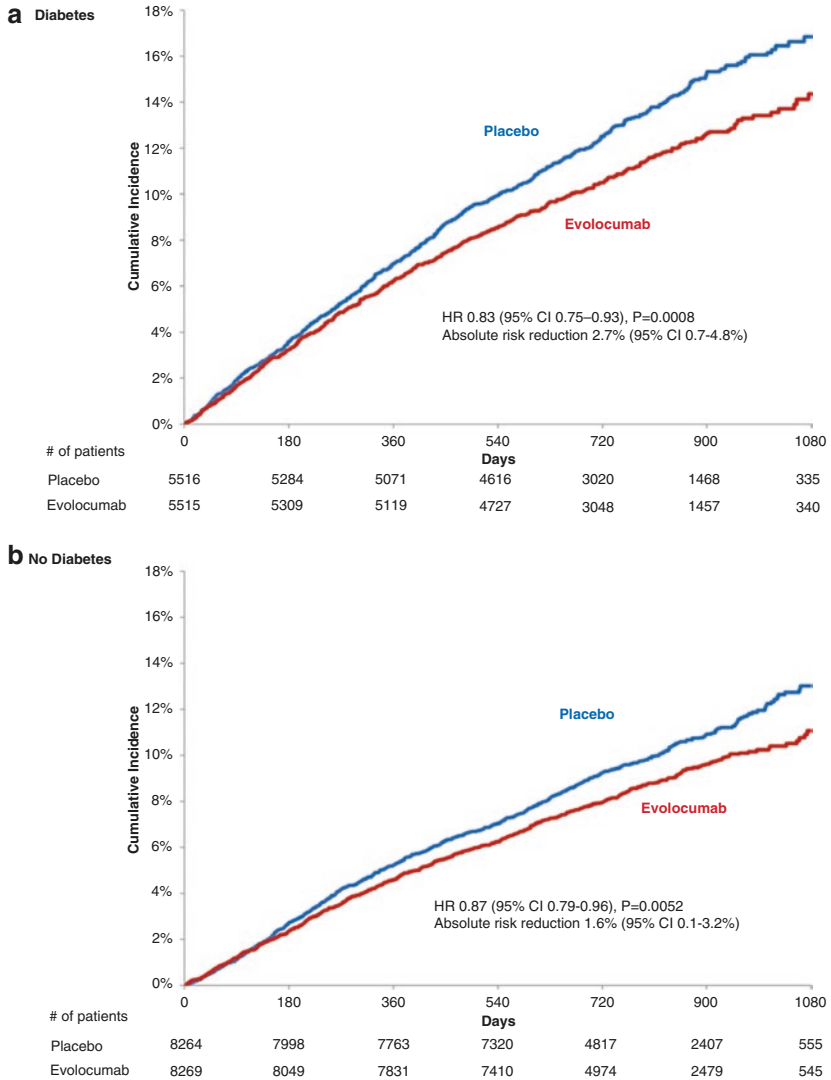 a Diabetes
18%
16%
14%
12%
10%
8%
6%
4%
2%
0%
Cumulative Incidence
Placebo
Evolocumab
HR 0.83 (95% CI 0.75–0.93), P=0.0008
Absolute risk reduction 2.7% (95% CI 0.7-4.8%)
0 180 360 540 720 900 1080
Days
# of patients
Placebo 5516 5284 5071 4616 3020 1468 335
Evolocumab 5515 5309 5119 4727 3048 1457 340
b No Diabetes
18%
16%
14%
12%
10%
8%
6%
4%
2%
0%
Cumulative Incidence
Placebo
Evolocumab
HR 0.87 (95% CI 0.79-0.96), P=0.0052
Absolute risk reduction 1.6% (95% CI 0.1-3.2%)
0 180 360 540 720 900 1080
Days
# of patients
Placebo 8264 7998 7763 7320 4817 2407 555
Evolocumab 8269 8049 7831 7410 4974 2479 545